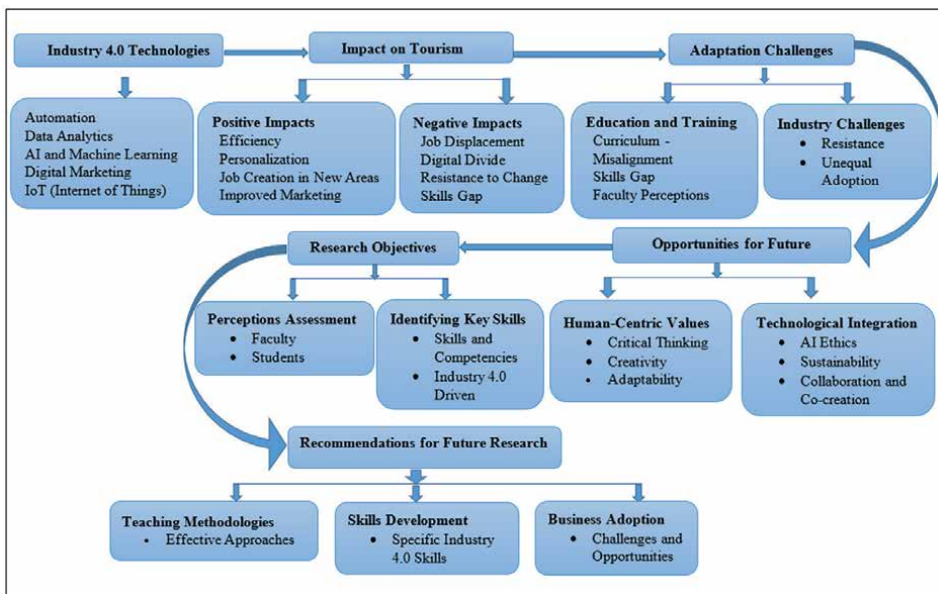 Industry 4.0 Technologies
Impact on Tourism
Adaptation Challenges
Automation
Data Analytics
AI and Machine Learning
Digital Marketing
IoT (Internet of Things)
Positive Impacts
Efficiency
Personalization
Job Creation in New Areas
Improved Marketing
Negative Impacts
Job Displacement
Digital Divide
Resistance to Change
Skills Gap
Education and Training
Curriculum -
Misalignment
Skills Gap
Faculty Perceptions
Industry Challenges
• Resistance
• Unequal
Adoption
Opportunities for Future
Research Objectives
Human-Centric Values
• Critical Thinking
• Creativity
• Adaptability
Technological Integration
• AI Ethics
• Sustainability
• Collaboration and
Co-creation
Perceptions Assessment
• Faculty
• Students
Identifying Key Skills
• Skills and
Competencies
• Industry 4.0
Driven
Recommendations for Future Research
Teaching Methodologies
• Effective Approaches
Skills Development
• Specific Industry
4.0 Skills
Business Adoption
• Challenges and
Opportunities